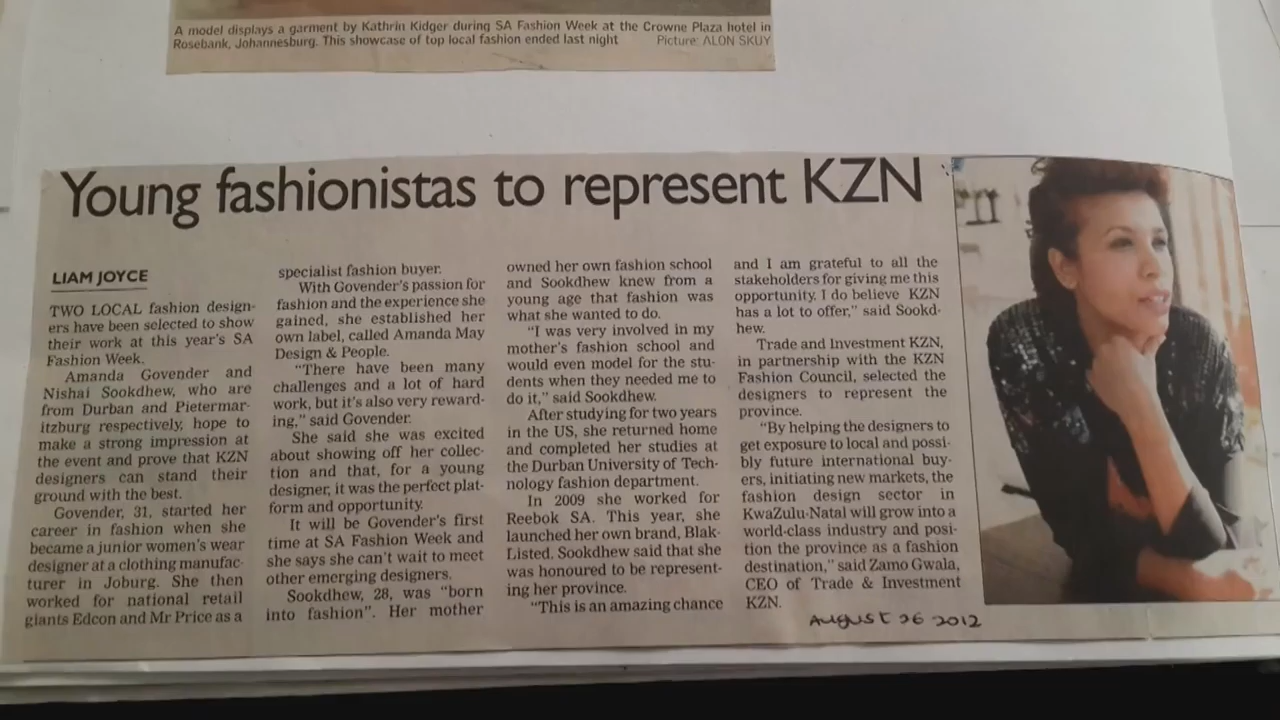 A model displays a garment by Kathrin Kidger during SA Fashion Week at the Crowne Plaza hotel in
Rosebank, Johannesburg. This showcase of top local fashion ended last night Picture: ALON SKUY
Young fashionistas to represent KZN
LIAM JOYCE
TWO LOCAL fashion design-
ers have been selected to show
their work at this year's SA
Fashion Week.
Amanda Govender and
Nishai Sookdhew, who are
from Durban and Pietermar-
itzburg respectively, hope to
make a strong impression at
the event and prove that KZN
designers can stand their
ground with the best.
Govender, 31, started her
career in fashion when she
became a junior women's wear
designer at a clothing manufac-
turer in Joburg. She then
worked for national retail
giants Edcon and Mr Price as a
specialist fashion buyer.
With Govender's passion for
fashion and the experience she
gained, she established her
own label, called Amanda May
Design & People.
"There have been many
challenges and a lot of hard
work, but it's also very reward-
ing," said Govender.
She said she was excited
about showing off her collec-
tion and that, for a young
designer, it was the perfect plat-
form and opportunity.
It will be Govender's first
time at SA Fashion Week and
she says she can't wait to meet
other emerging designers.
Sookdhew, 28, was "born
into fashion". Her mother
owned her own fashion school
and Sookdhew knew from a
young age that fashion was
what she wanted to do.
"I was very involved in my
mother's fashion school and
would even model for the stu-
dents when they needed me to
do it," said Sookdhew.
After studying for two years
in the US, she returned home
and completed her studies at
the Durban University of Tech-
nology fashion department.
In 2009 she worked for
Reebok SA. This year, she
launched her own brand, Blak-
Listed. Sookdhew said that she
was honoured to be represent-
ing her province.
"This is an amazing chance
and I am grateful to all the
stakeholders for giving me this
opportunity. I do believe KZN
has a lot to offer," said Sookd-
hew.
Trade and Investment KZN,
in partnership with the KZN
Fashion Council, selected the
designers to represent the
province.
"By helping the designers to
get exposure to local and possi-
bly future international buy-
ers, initiating new markets, the
fashion design sector in
KwaZulu-Natal will grow into a
world-class industry and posi-
tion the province as a fashion
destination," said Zamo Gwala,
CEO of Trade & Investment
KZN.
August 26 2012